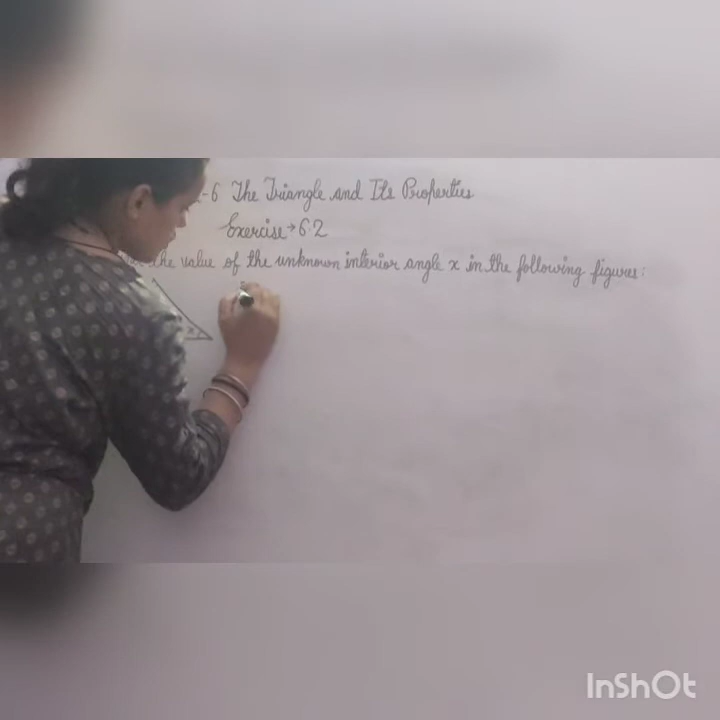 -6 The Triangle and Its Properties
Exercise → 6.2
the value of the unknown interior angle x in the following figures:
InShOt